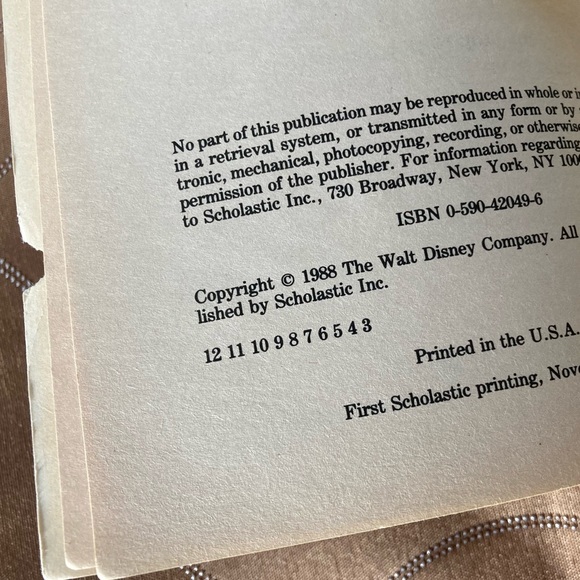 No part of this publication may be reproduced in whole or
in a retrieval system, or transmitted in any form or by
tronic, mechanical, photocopying, recording, or otherwise
permission of the publisher. For information regarding
to Scholastic Inc., 730 Broadway, New York, NY
ISBN 0-590-42049-6
Copyright © 1988 The Walt Disney Company. All
lished by Scholastic Inc.
12 11 10 9 8 7 6 5 4 3
Printed in the U.S.A.
First Scholastic printing,